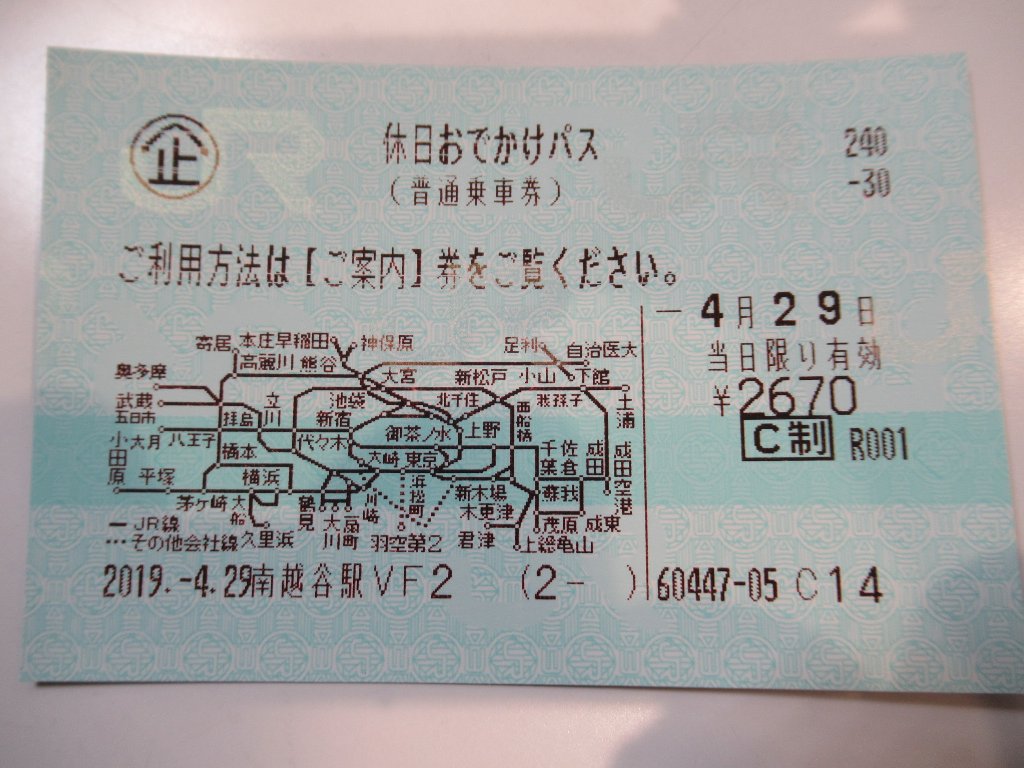 企 休日おでかけパス 240
(普通乗車券) -30
ご利用方法は【ご案内】券をご覧ください。
- 4月29日
当日限り有効
¥2670
C制 R001
寄居 本庄早稲田 神保原 足利 自治医大
高麗川 熊谷
奥多摩 大宮 新松戸 小山 下館
武蔵五日市 立川 池袋 北千住 我孫子 土浦
拝島 新宿 西船橋
小田原 大月 八王子 代々木 御茶ノ水 上野 千葉 佐倉 成田 成田空港
橋本 大崎 東京
平塚 横浜 浜松町 新木場 蘇我
茅ヶ崎 大船 鶴見 大川 扇町 川崎 木更津
━JR線 茂原 成東
…その他会社線 久里浜 羽空第2 君津 上総亀山
2019.-4.29南越谷駅VF2 (2- ) 60447-05 C14